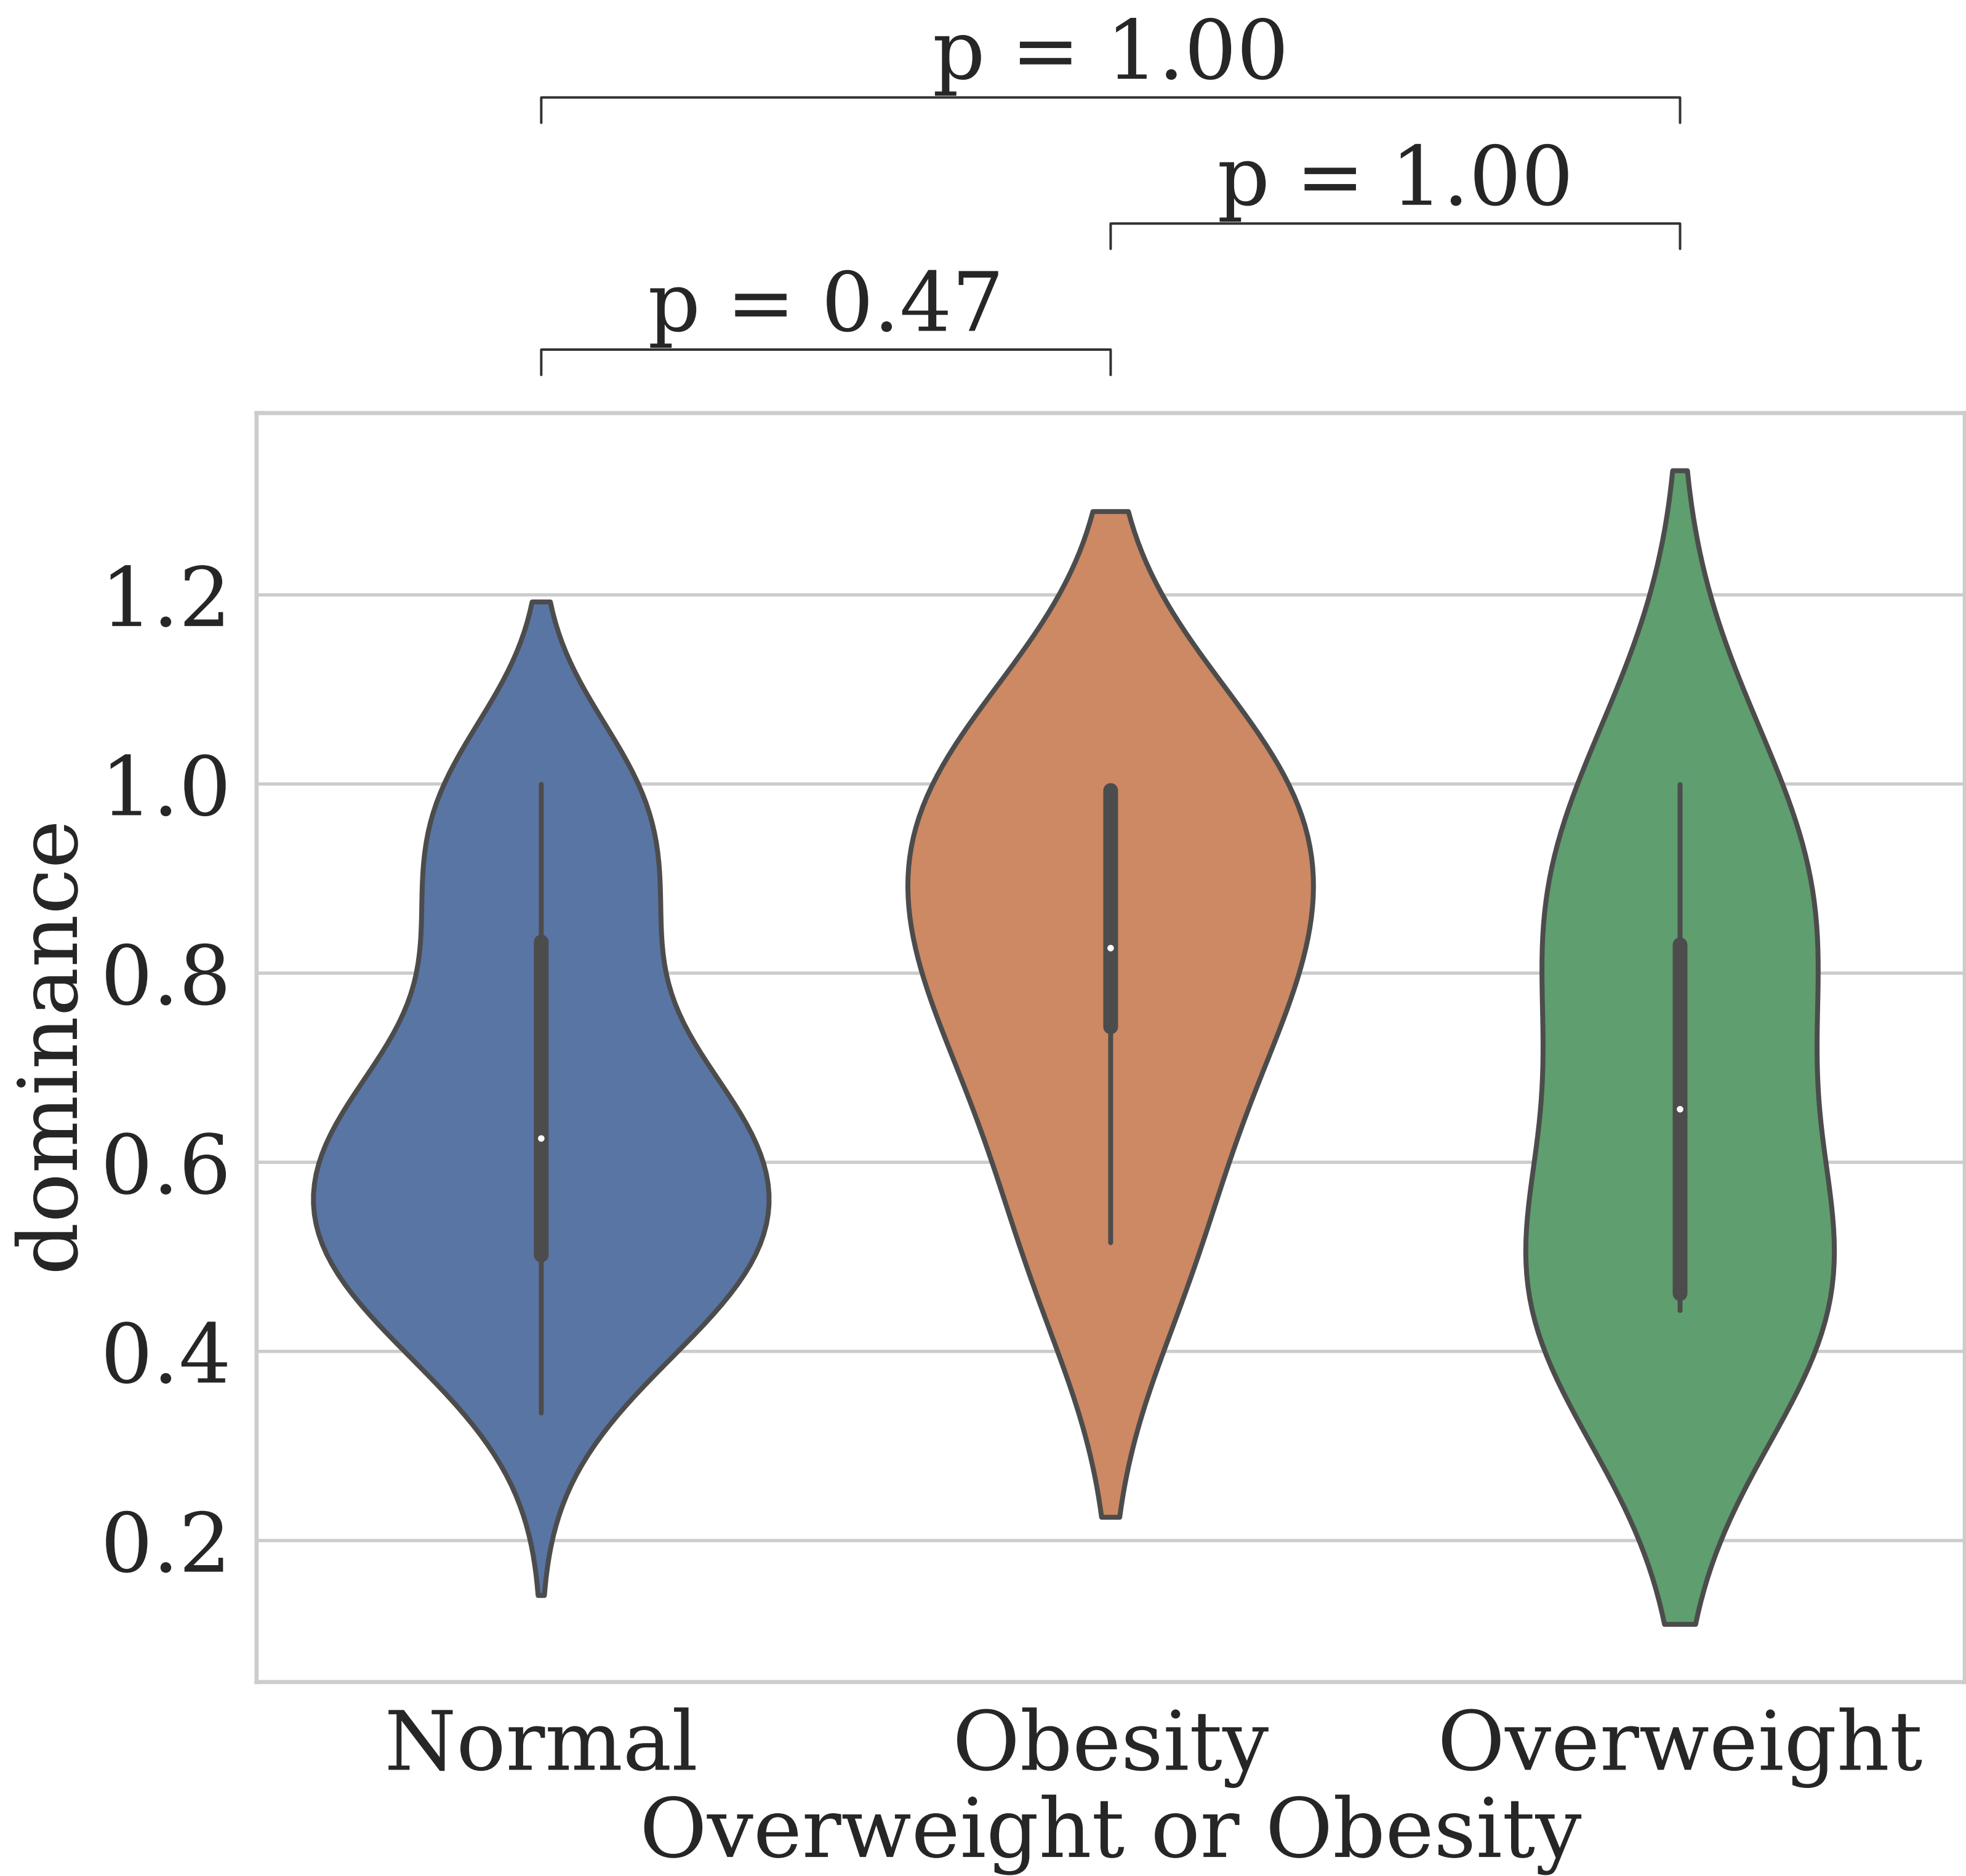 p = 1.00
p = 1.00
p = 0.47
dominance
1.2
1.0
0.8
0.6
0.4
0.2
Normal Obesity Overweight
Overweight or Obesity